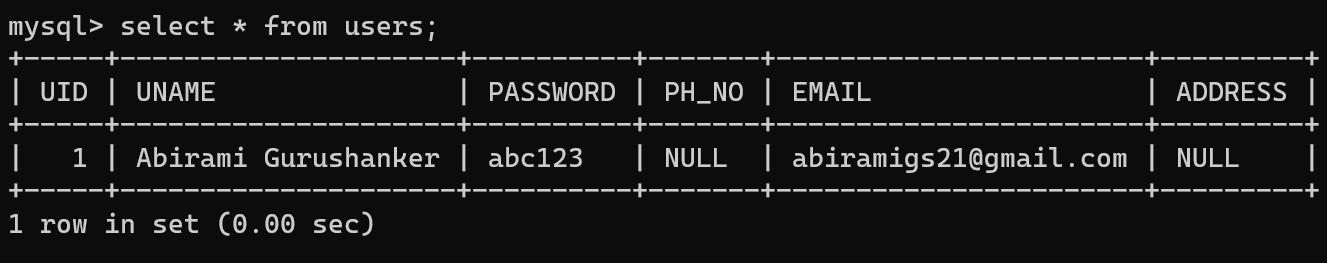 mysql> select * from users;
+-----+---------------------+----------+-------+-----------------------+---------+
| UID | UNAME               | PASSWORD | PH_NO | EMAIL                 | ADDRESS |
+-----+---------------------+----------+-------+-----------------------+---------+
|   1 | Abirami Gurushanker | abc123   | NULL  | abiramigs21@gmail.com | NULL    |
+-----+---------------------+----------+-------+-----------------------+---------+
1 row in set (0.00 sec)